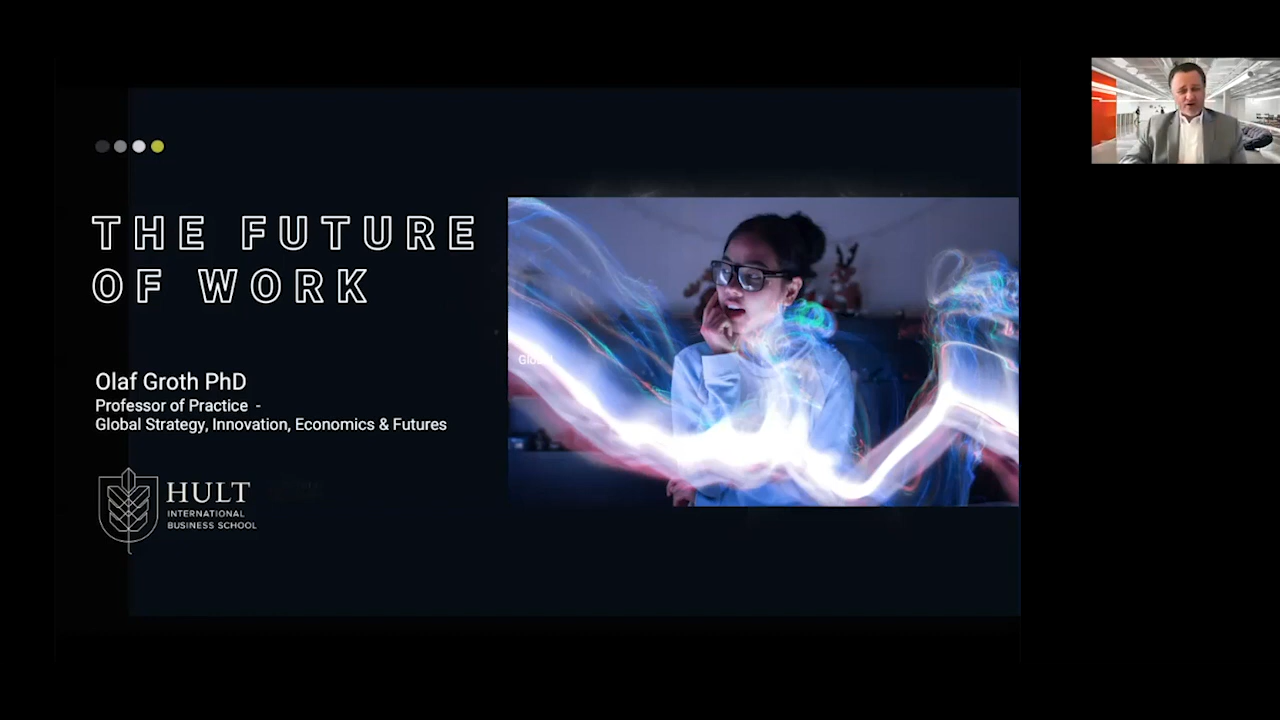 THE FUTURE
OF WORK
Olaf Groth PhD
Professor of Practice -
Global Strategy, Innovation, Economics & Futures
HULT
INTERNATIONAL
BUSINESS SCHOOL